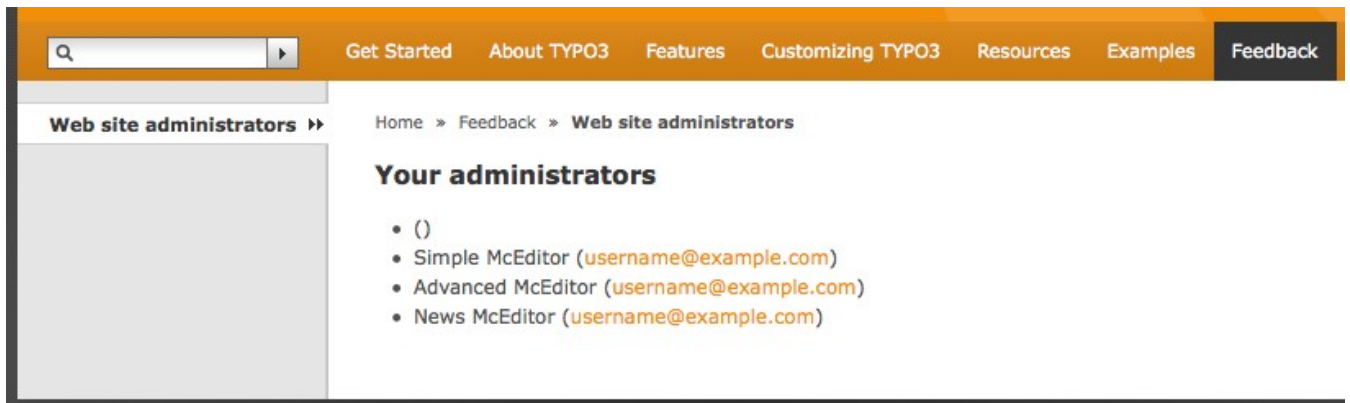 Get Started About TYPO3 Features Customizing TYPO3 Resources Examples Feedback
Web site administrators
Home » Feedback » Web site administrators
Your administrators
• ()
• Simple McEditor (username@example.com)
• Advanced McEditor (username@example.com)
• News McEditor (username@example.com)